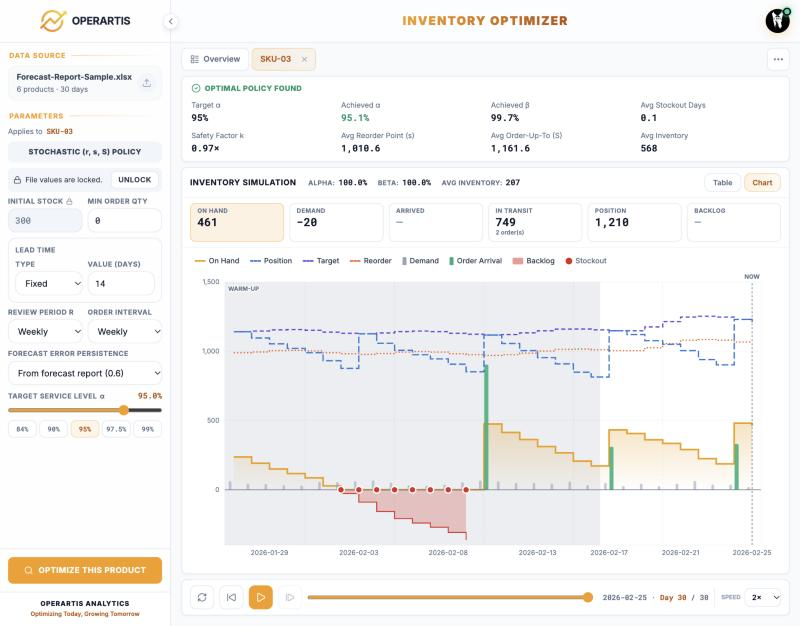 OPERARTIS
INVENTORY OPTIMIZER
DATA SOURCE
Forecast-Report-Sample.xlsx
6 products · 30 days
PARAMETERS
Applies to SKU-03
STOCHASTIC (r, s, S) POLICY
File values are locked.
UNLOCK
INITIAL STOCK
MIN ORDER QTY
300
0
LEAD TIME
TYPE
VALUE (DAYS)
Fixed
14
REVIEW PERIOD R
ORDER INTERVAL
Weekly
Weekly
FORECAST ERROR PERSISTENCE
From forecast report (0.6)
TARGET SERVICE LEVEL α
95.0%
84%
90%
95%
97.5%
99%
OPTIMIZE THIS PRODUCT
OPERARTIS ANALYTICS
Optimizing Today, Growing Tomorrow
Overview
SKU-03
OPTIMAL POLICY FOUND
Target α
Achieved α
Achieved β
Avg Stockout Days
95%
95.1%
99.7%
0.1
Safety Factor k
Avg Reorder Point (s)
Avg Order-Up-To (S)
Avg Inventory
0.97×
1,010.6
1,161.6
568
INVENTORY SIMULATION
ALPHA: 100.0%
BETA: 100.0%
AVG INVENTORY: 207
Table
Chart
ON HAND
461
DEMAND
-20
ARRIVED
—
IN TRANSIT
749
2 order(s)
POSITION
1,210
BACKLOG
—
On Hand
Position
Target
Reorder
Demand
Order Arrival
Backlog
Stockout
NOW
1,500
WARM-UP
1,000
500
0
2026-01-29
2026-02-03
2026-02-08
2026-02-13
2026-02-17
2026-02-21
2026-02-25
2026-02-25 · Day 30 / 30
SPEED
2×